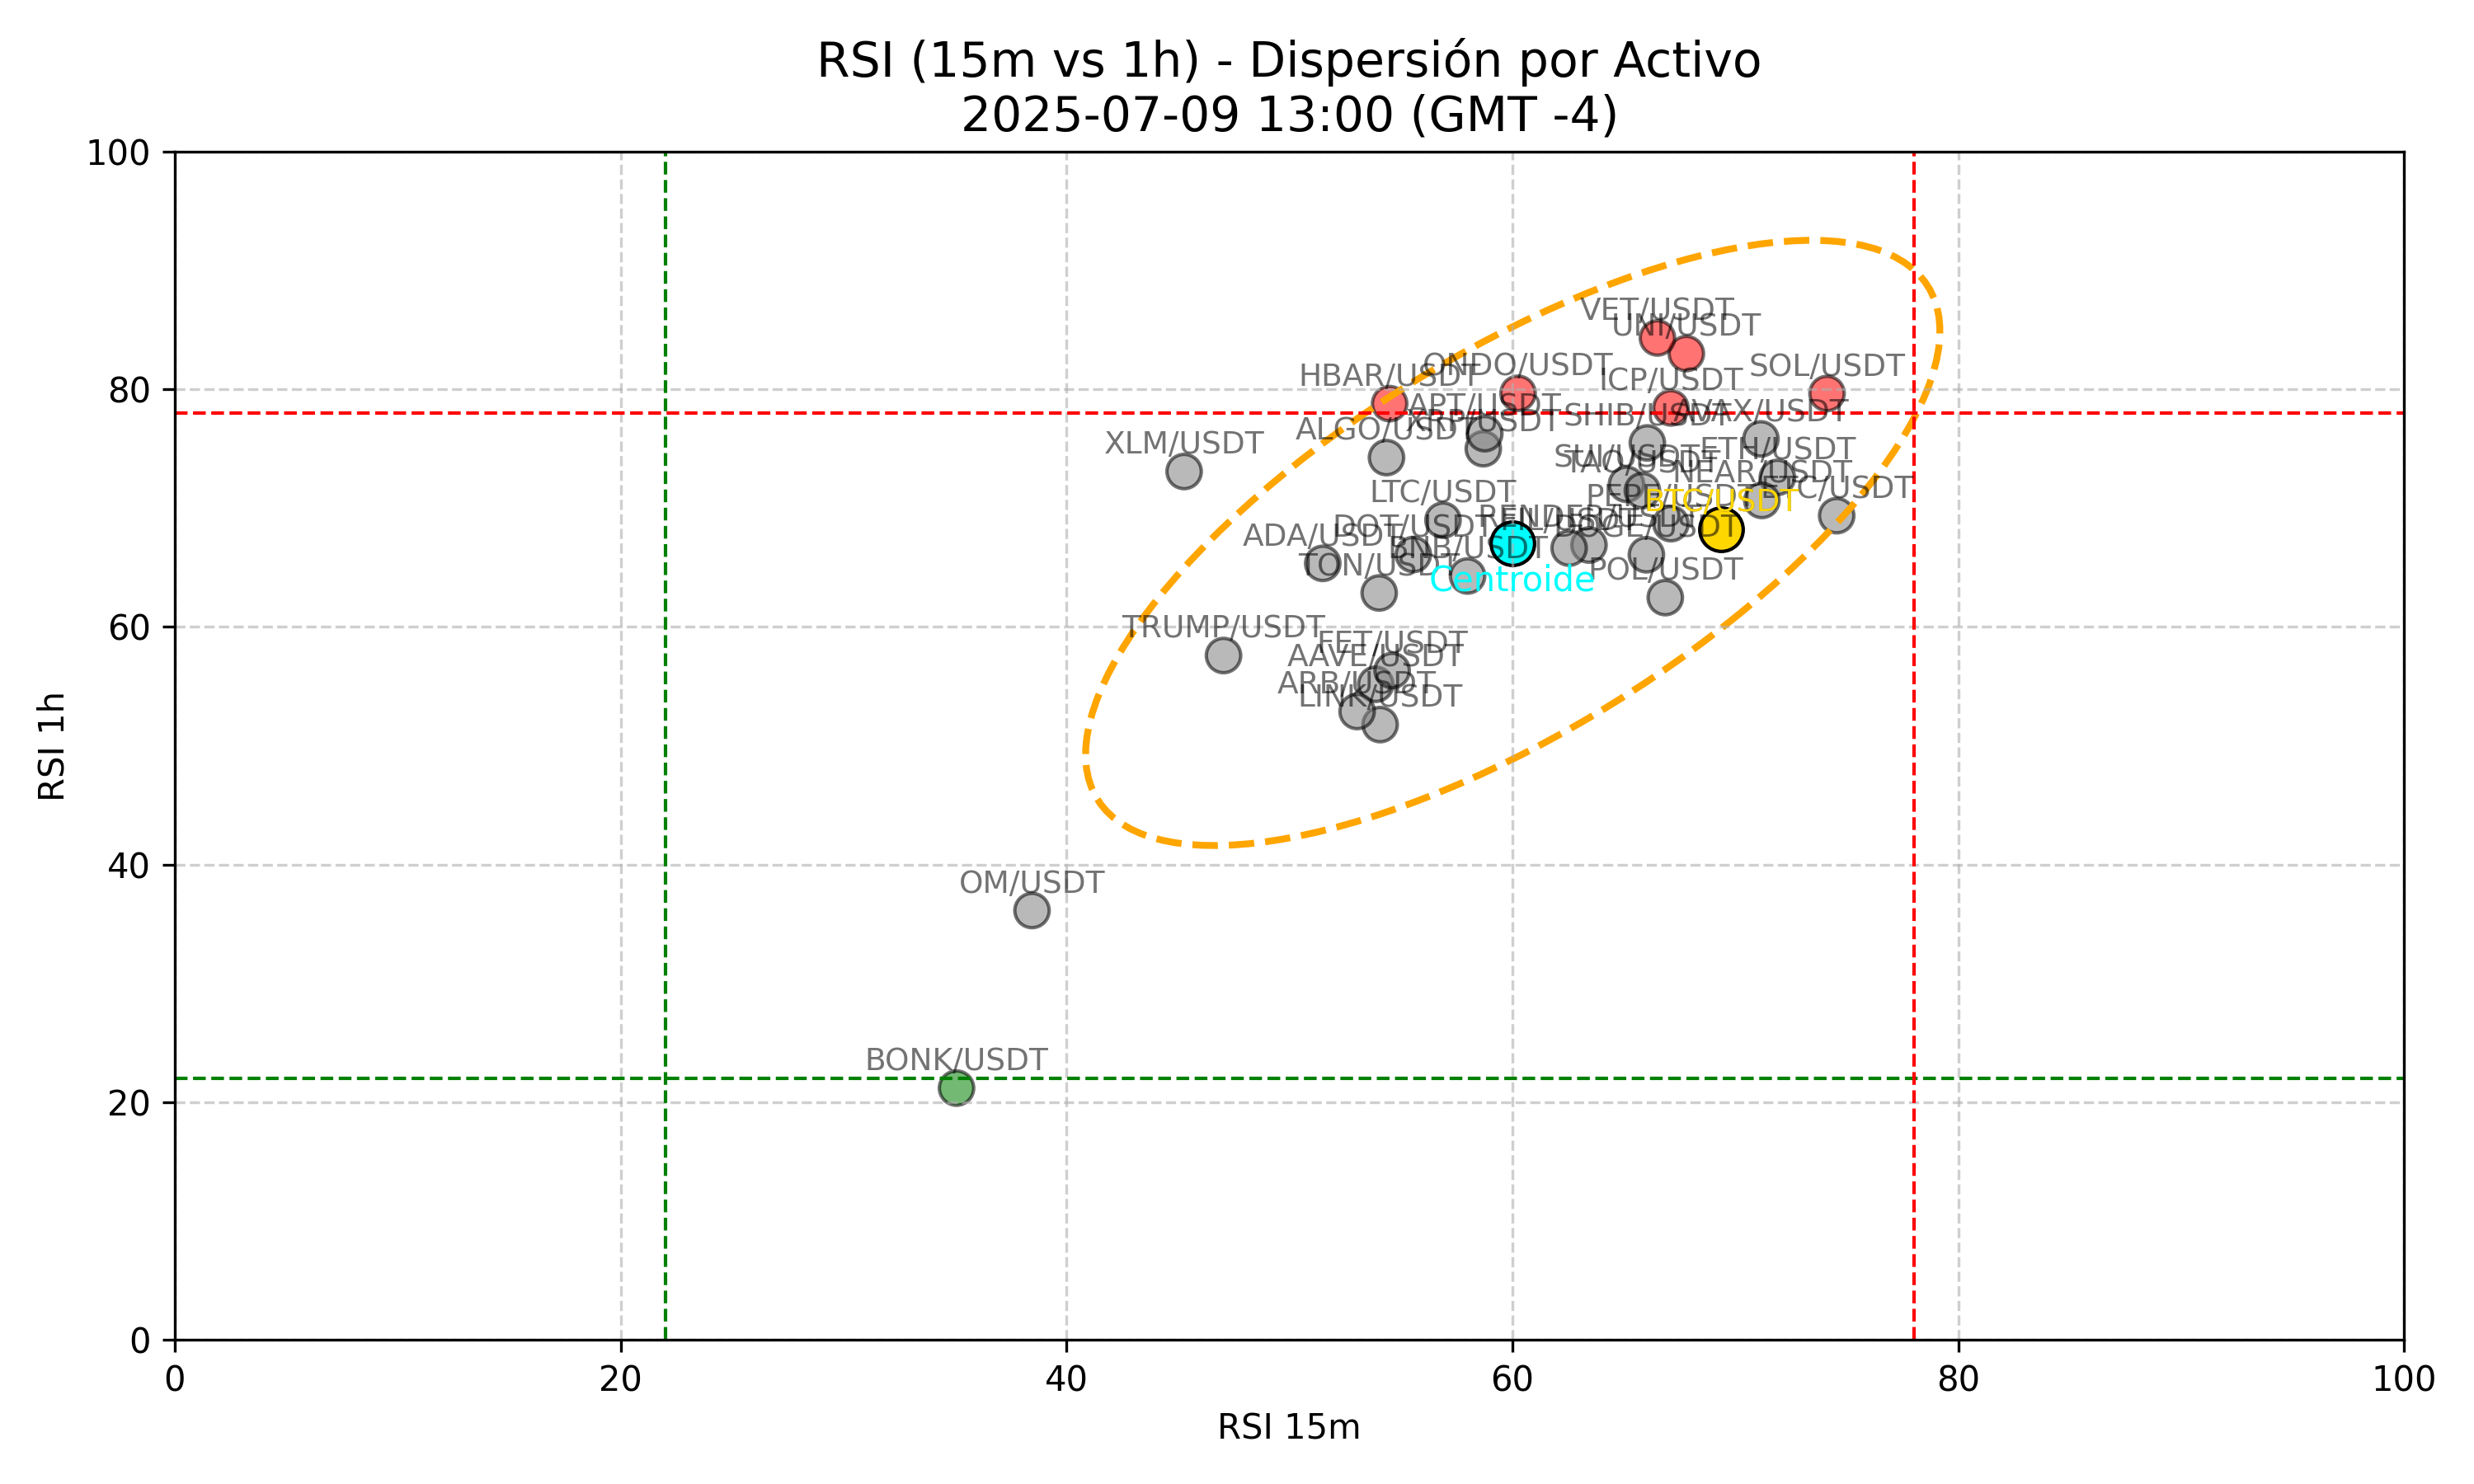 RSI (15m vs 1h) - Dispersión por Activo
2025-07-09 13:00 (GMT -4)
100
80
60
40
20
0
RSI 1h
VET/USDT
UNI/USDT
ONDO/USDT
SOL/USDT
HBAR/USDT
ICP/USDT
APT/USDT
SHIB/USDT
AVAX/USDT
XRP/USDT
ALGO/USDT
XLM/USDT
ETH/USDT
SUI/USDT
TAO/USDT
NEAR/USDT
LTC/USDT
PEPE/USDT
BTC/USDT
RENDER/USDT
DOT/USDT
DOGE/USDT
ADA/USDT
BNB/USDT
TON/USDT
POL/USDT
Centroide
TRUMP/USDT
FET/USDT
AAVE/USDT
ARB/USDT
LINK/USDT
OM/USDT
BONK/USDT
0
20
40
60
80
100
RSI 15m